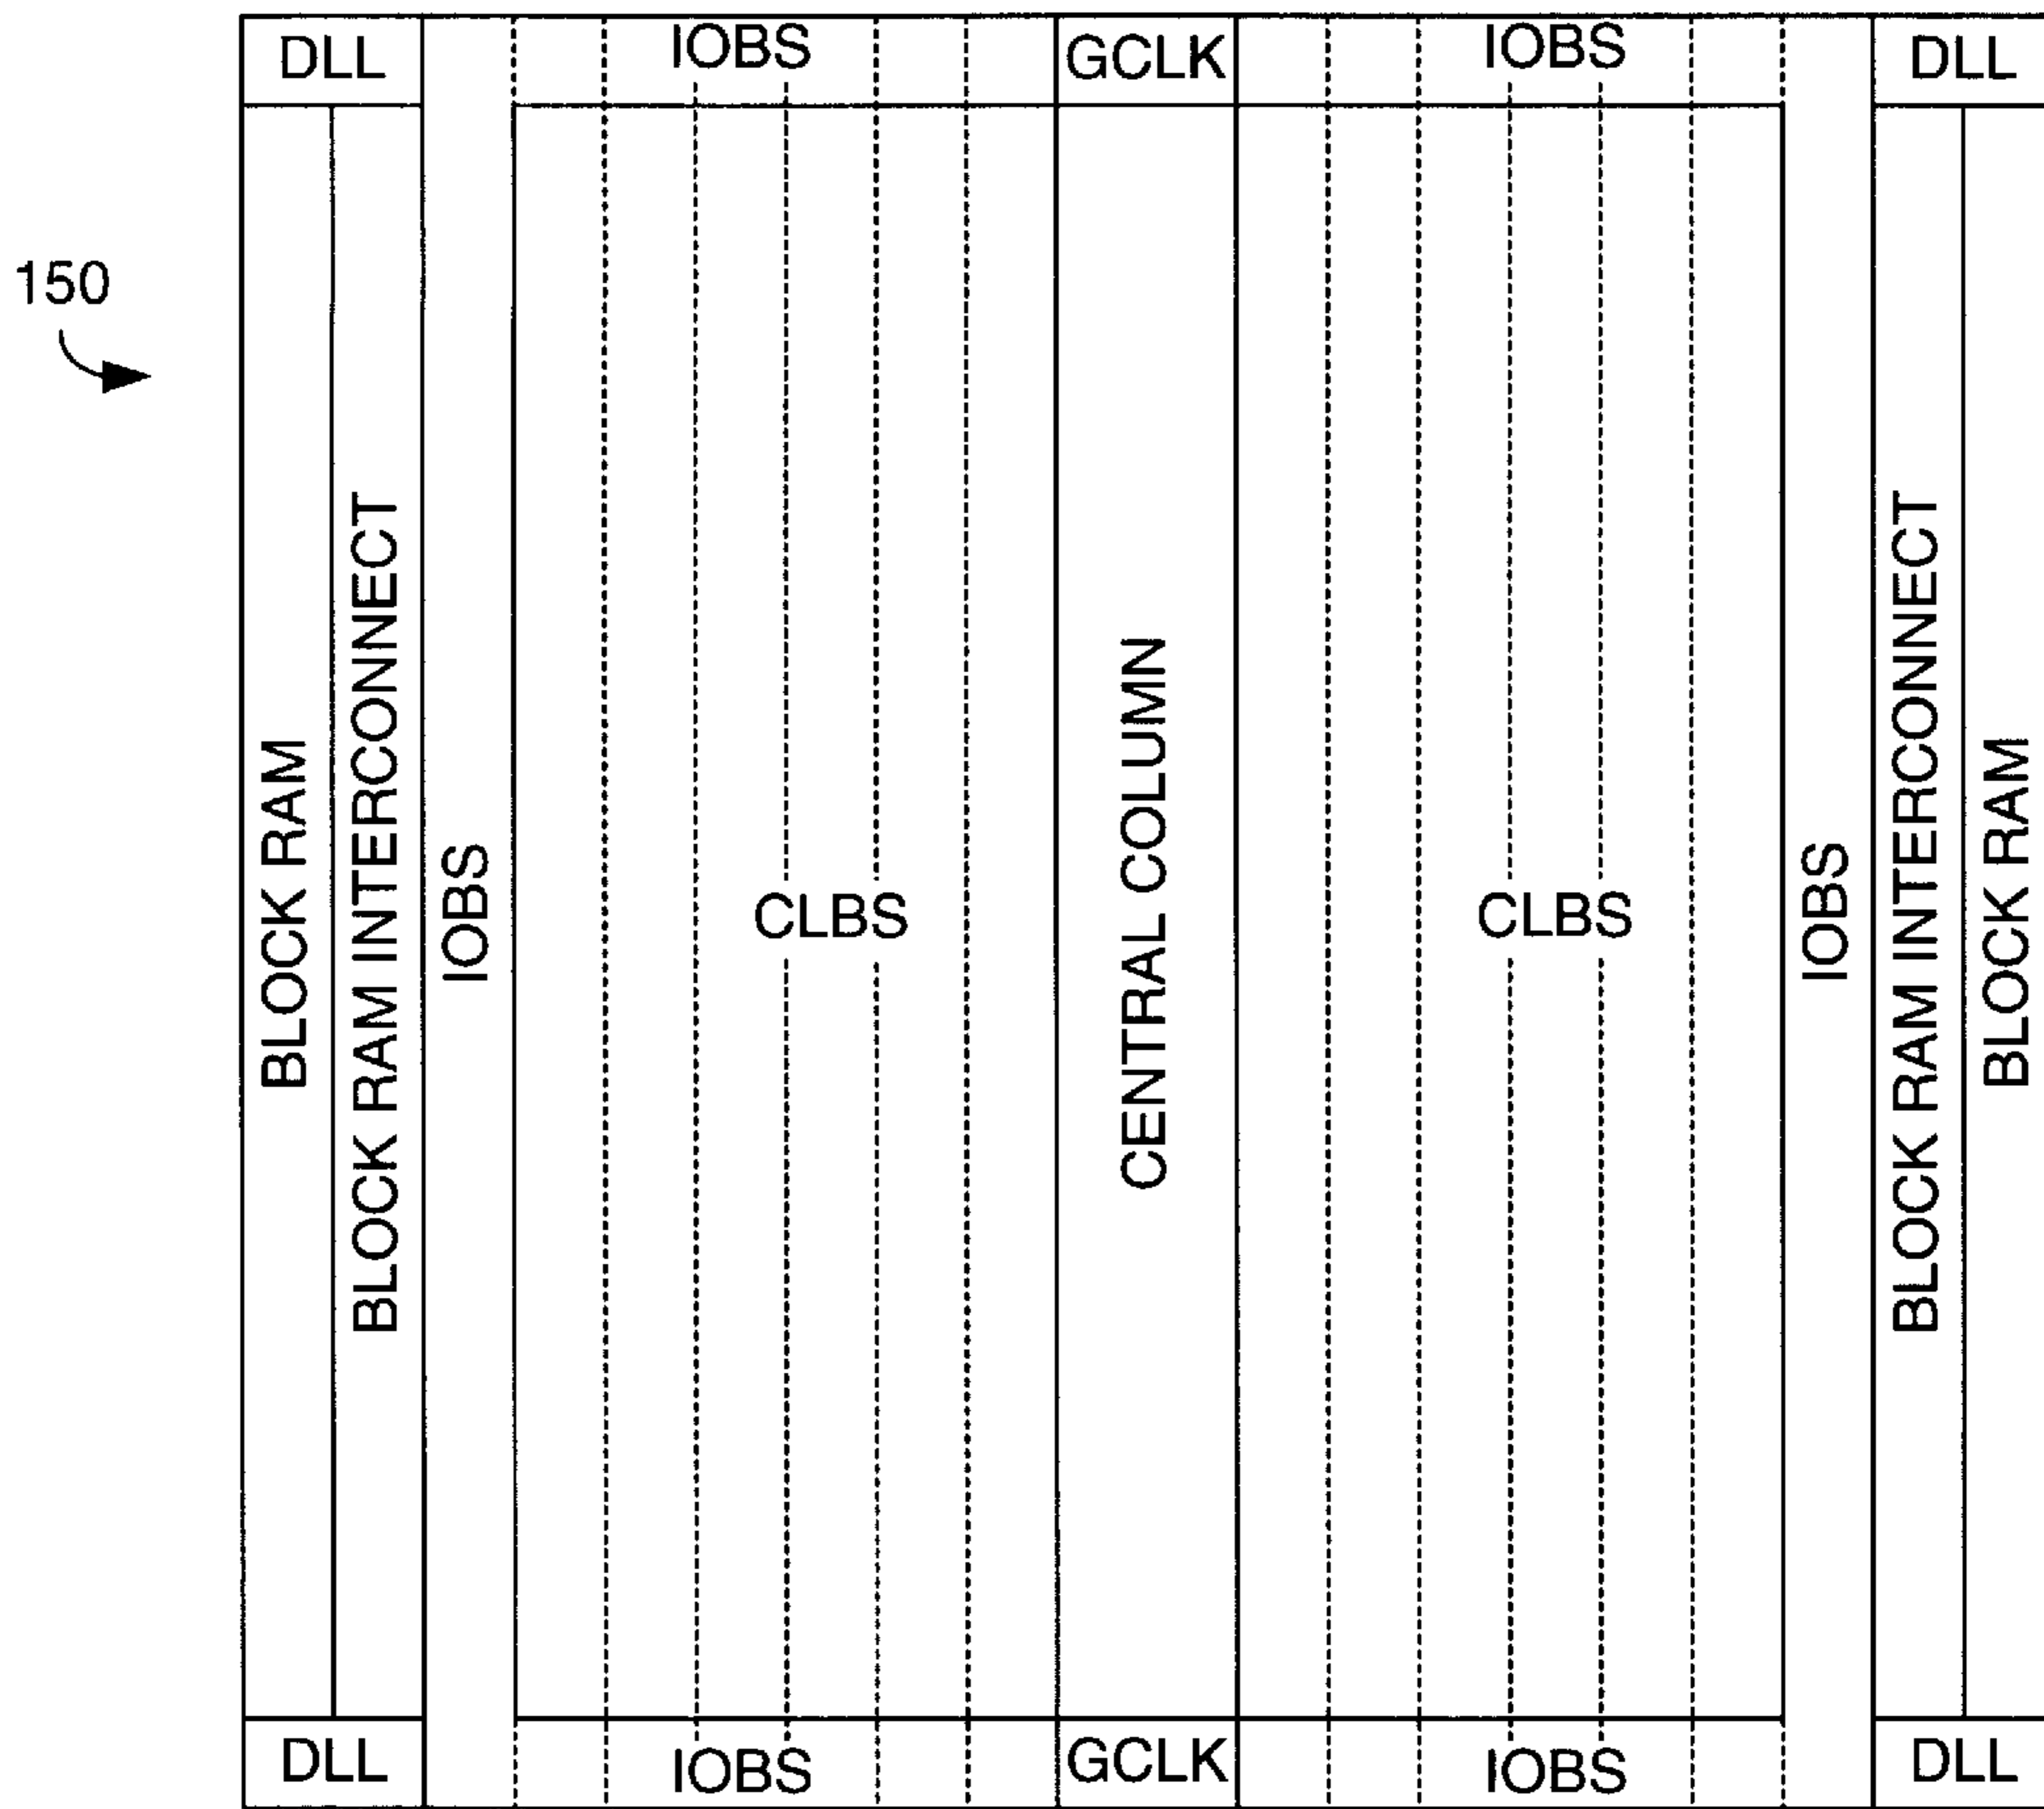 DLL
IOBS
GCLK
IOBS
DLL
150
BLOCK RAM
BLOCK RAM INTERCONNECT
IOBS
CLBS
CENTRAL COLUMN
CLBS
IOBS
BLOCK RAM INTERCONNECT
BLOCK RAM
DLL
IOBS
GCLK
IOBS
DLL